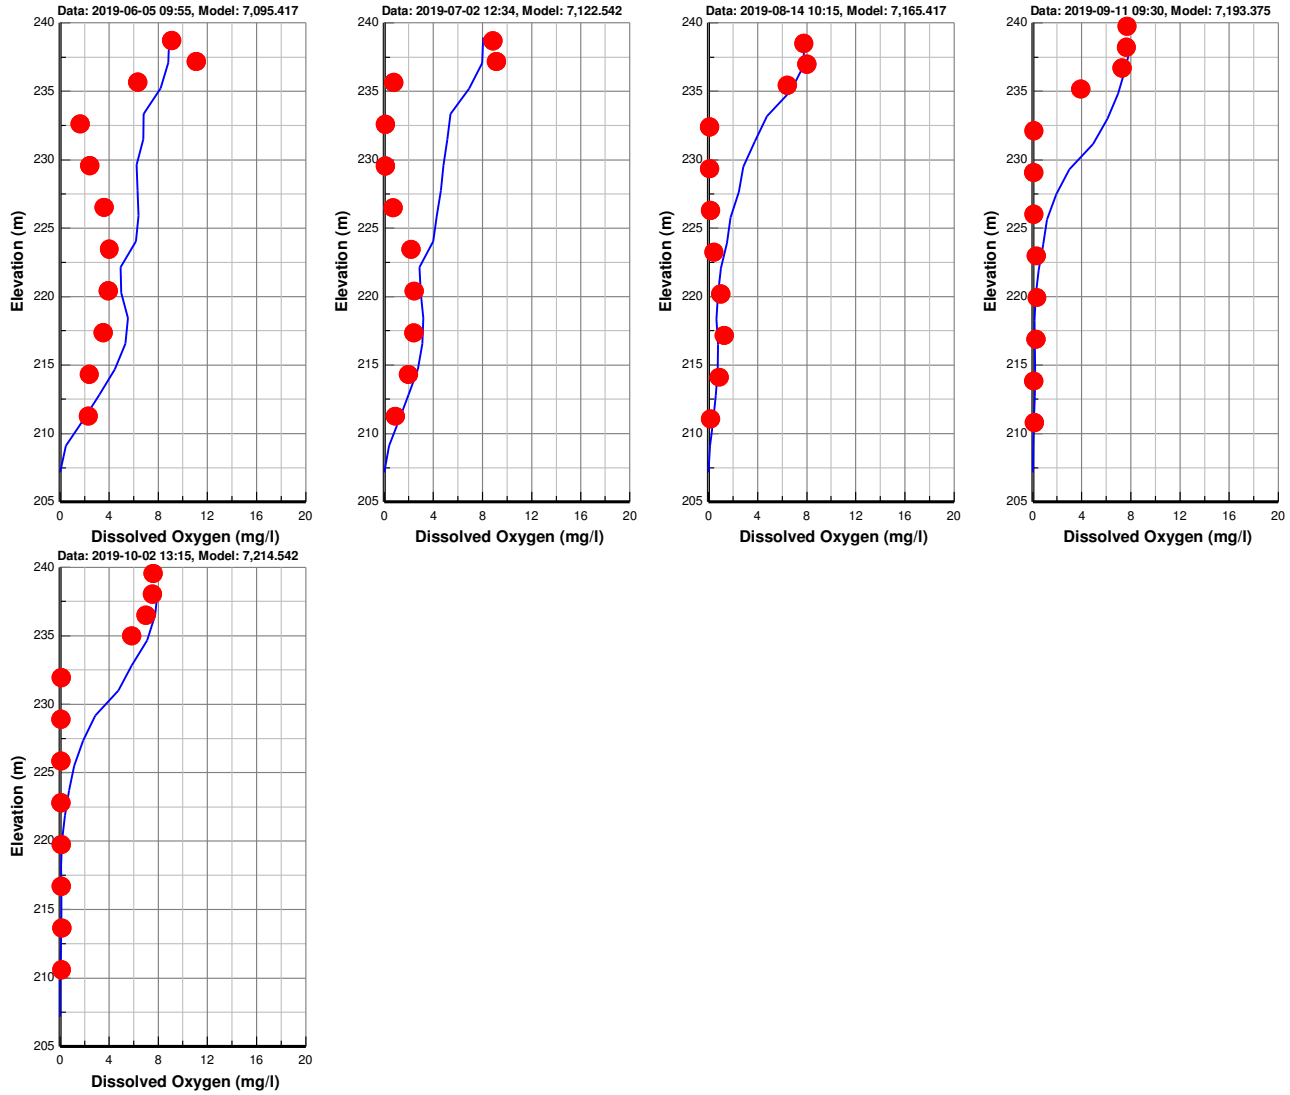 Data: 2019-06-05 09:55, Model: 7,095.417
240
235
230
225
220
215
210
205
0 4 8 12 16 20
Elevation (m)
Dissolved Oxygen (mg/l)
Data: 2019-07-02 12:34, Model: 7,122.542
240
235
230
225
220
215
210
205
0 4 8 12 16 20
Elevation (m)
Dissolved Oxygen (mg/l)
Data: 2019-08-14 10:15, Model: 7,165.417
240
235
230
225
220
215
210
205
0 4 8 12 16 20
Elevation (m)
Dissolved Oxygen (mg/l)
Data: 2019-09-11 09:30, Model: 7,193.375
240
235
230
225
220
215
210
205
0 4 8 12 16 20
Elevation (m)
Dissolved Oxygen (mg/l)
Data: 2019-10-02 13:15, Model: 7,214.542
240
235
230
225
220
215
210
205
0 4 8 12 16 20
Elevation (m)
Dissolved Oxygen (mg/l)